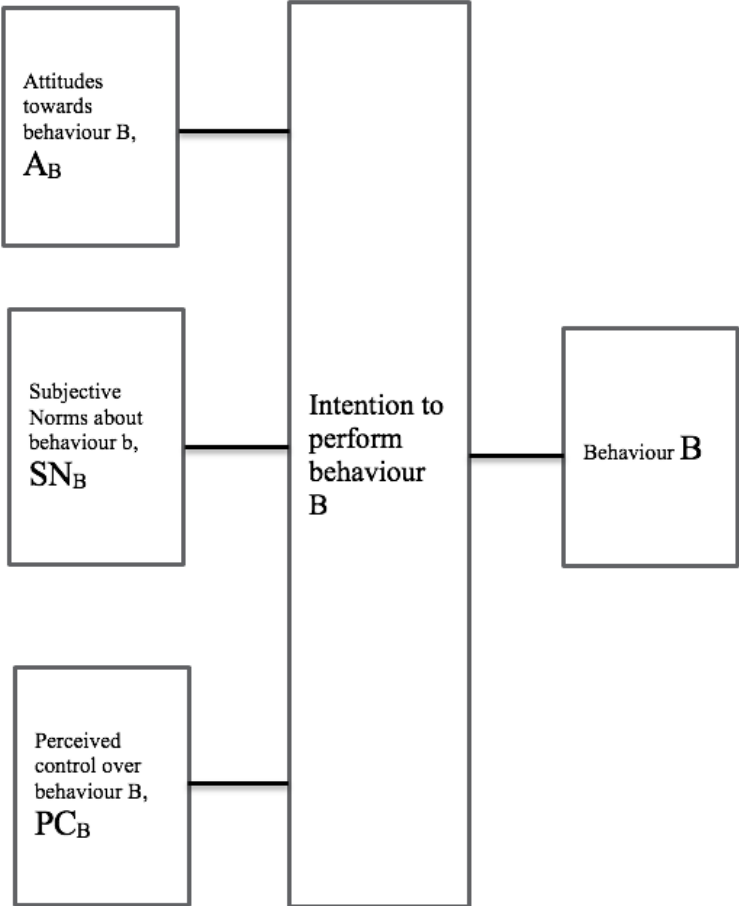 Attitudes
towards
behaviour B,
AB
Subjective
Norms about
behaviour b,
SNB
Perceived
control over
behaviour B,
PCB
Intention to
perform
behaviour
B
Behaviour B